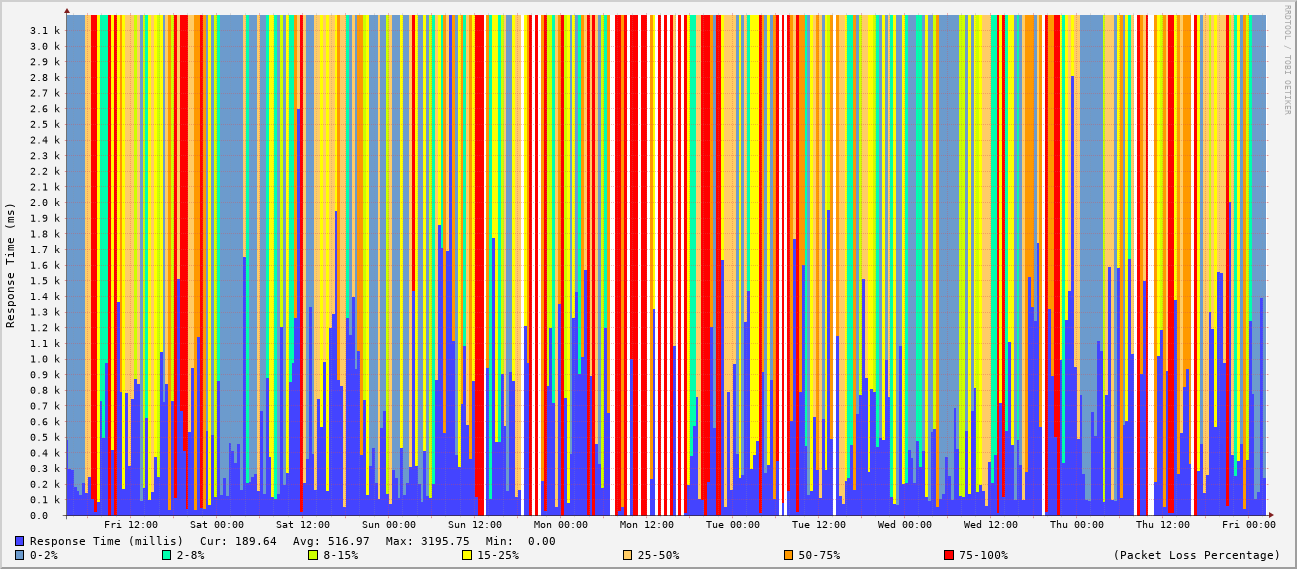 RRDTOOL / TOBI OETIKER
Response Time (ms)
3.1 k
3.0 k
2.9 k
2.8 k
2.7 k
2.6 k
2.5 k
2.4 k
2.3 k
2.2 k
2.1 k
2.0 k
1.9 k
1.8 k
1.7 k
1.6 k
1.5 k
1.4 k
1.3 k
1.2 k
1.1 k
1.0 k
0.9 k
0.8 k
0.7 k
0.6 k
0.5 k
0.4 k
0.3 k
0.2 k
0.1 k
0.0
Fri 12:00 Sat 00:00 Sat 12:00 Sun 00:00 Sun 12:00 Mon 00:00 Mon 12:00 Tue 00:00 Tue 12:00 Wed 00:00 Wed 12:00 Thu 00:00 Thu 12:00 Fri 00:00
Response Time (millis) Cur: 189.64 Avg: 516.97 Max: 3195.75 Min: 0.00
0-2% 2-8% 8-15% 15-25% 25-50% 50-75% 75-100% (Packet Loss Percentage)